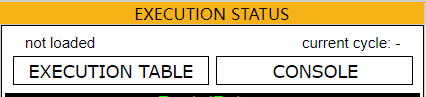 EXECUTION STATUS
not loaded current cycle: -
EXECUTION TABLE CONSOLE